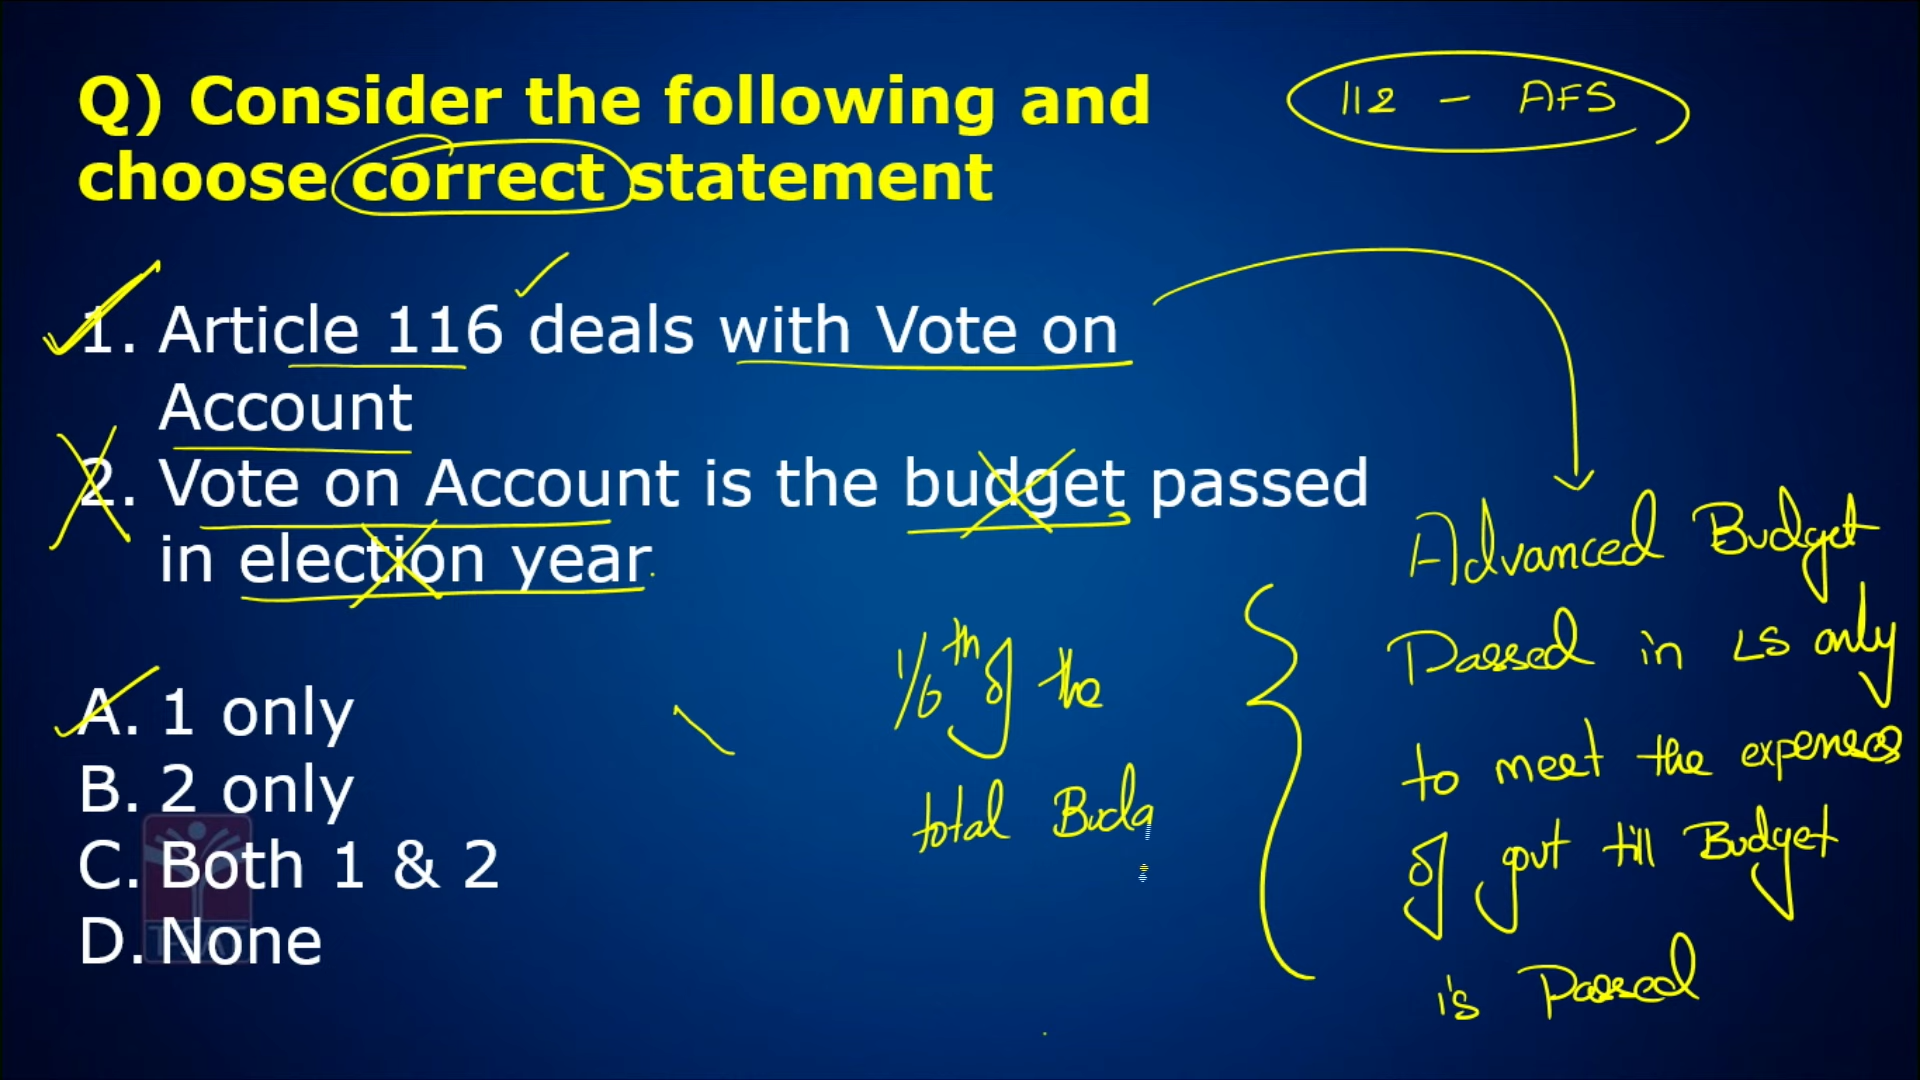 Q) Consider the following and
choose correct statement
112 - AFS
1. Article 116 deals with Vote on
Account
2. Vote on Account is the budget passed
in election year
A. 1 only
B. 2 only
C. Both 1 & 2
D. None
T-SAT
1/6th of the
total Budg
Advanced Budget
Passed in LS only
to meet the expenses
of govt till Budget
is Passed